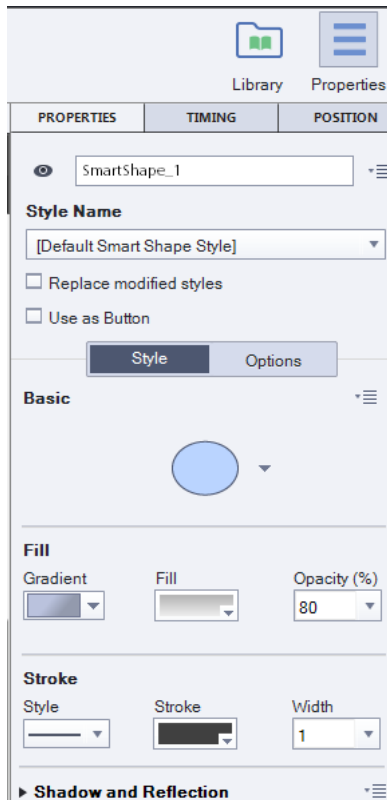 Library Properties
PROPERTIES TIMING POSITION
SmartShape_1
Style Name
[Default Smart Shape Style]
Replace modified styles
Use as Button
Style Options
Basic
Fill
Gradient Fill Opacity (%)
80
Stroke
Style Stroke Width
1
Shadow and Reflection